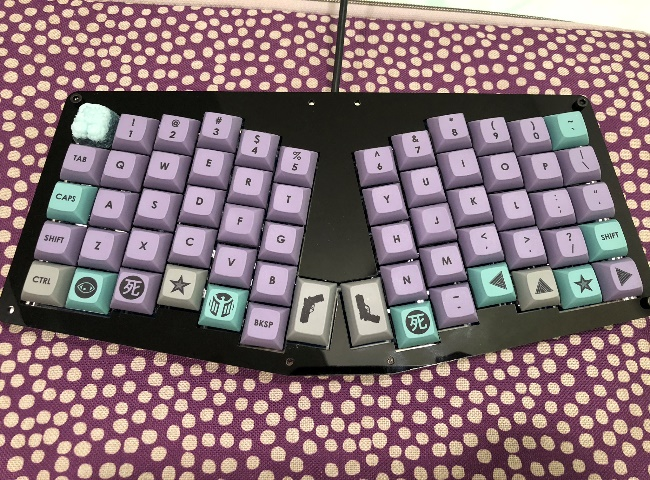 ! 1 @ 2 # 3 $ 4 % 5 ^ 6 & 7 * 8 ( 9 ) 0 ~ `
TAB Q W E R T Y U I O P | \
CAPS A S D F G H J K L : ; " '
SHIFT Z X C V B N M < , > . ? / SHIFT
CTRL 死 BKSP 死 _ -